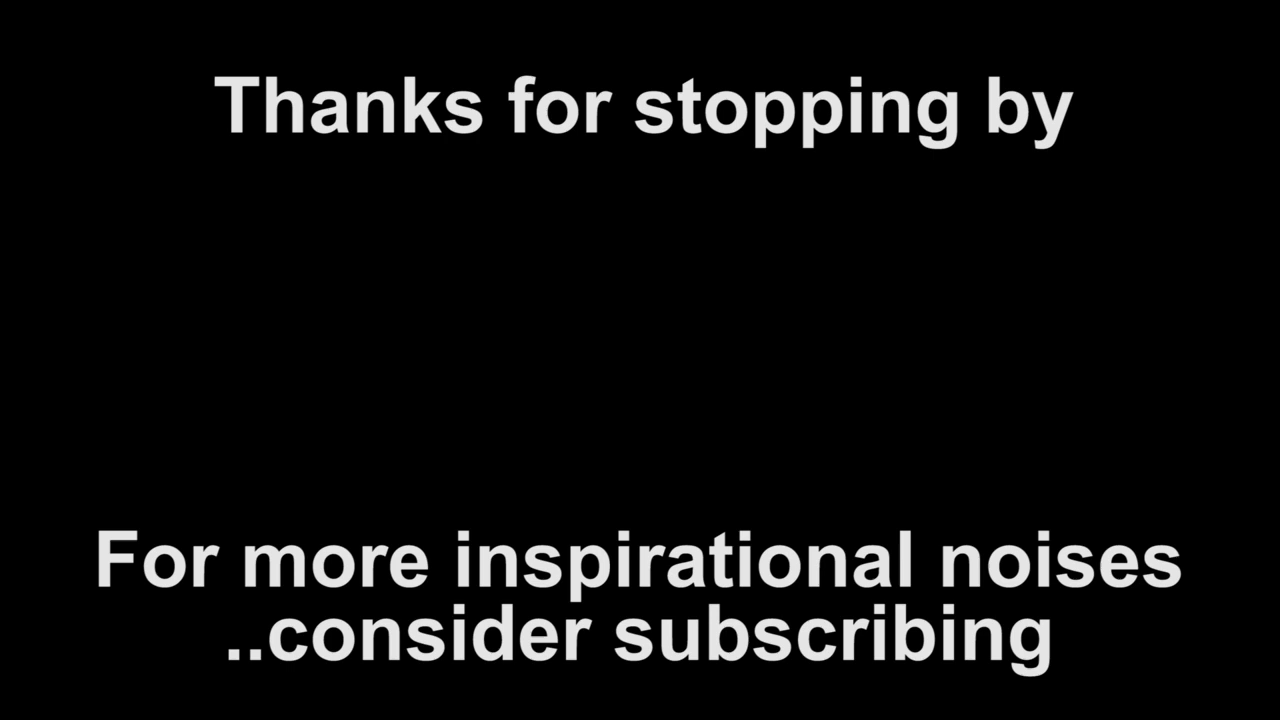 Thanks for stopping by
For more inspirational noises
..consider subscribing